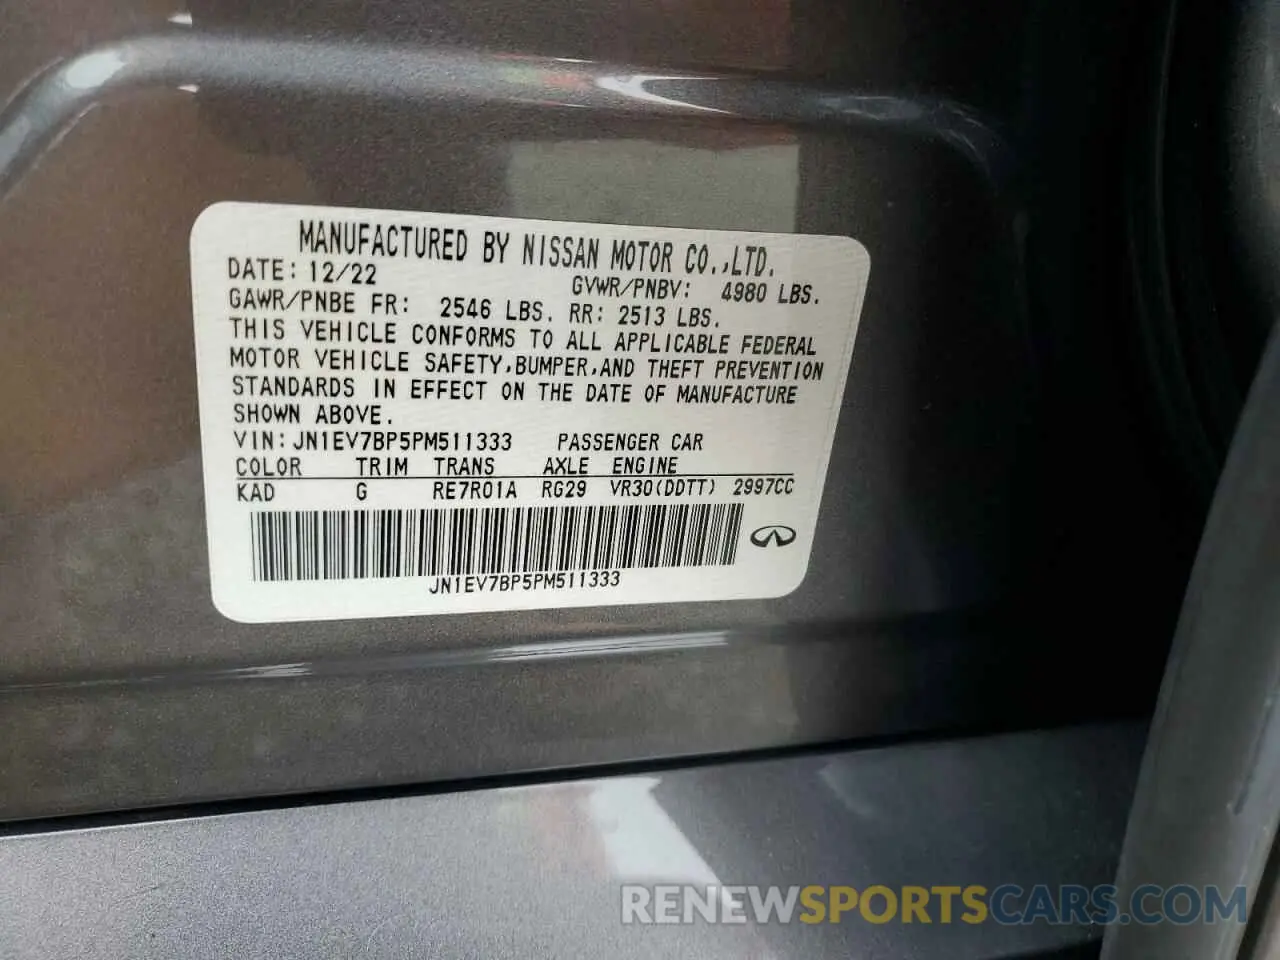 MANUFACTURED BY NISSAN MOTOR CO.,LTD.
DATE: 12/22 GVWR/PNBV: 4980 LBS.
GAWR/PNBE FR: 2546 LBS. RR: 2513 LBS.
THIS VEHICLE CONFORMS TO ALL APPLICABLE FEDERAL
MOTOR VEHICLE SAFETY,BUMPER,AND THEFT PREVENTION
STANDARDS IN EFFECT ON THE DATE OF MANUFACTURE
SHOWN ABOVE.
VIN:JN1EV7BP5PM511333 PASSENGER CAR
COLOR TRIM TRANS AXLE ENGINE
KAD G RE7R01A RG29 VR30(DDTT) 2997CC
JN1EV7BP5PM511333
RENEWSPORTSCARS.COM